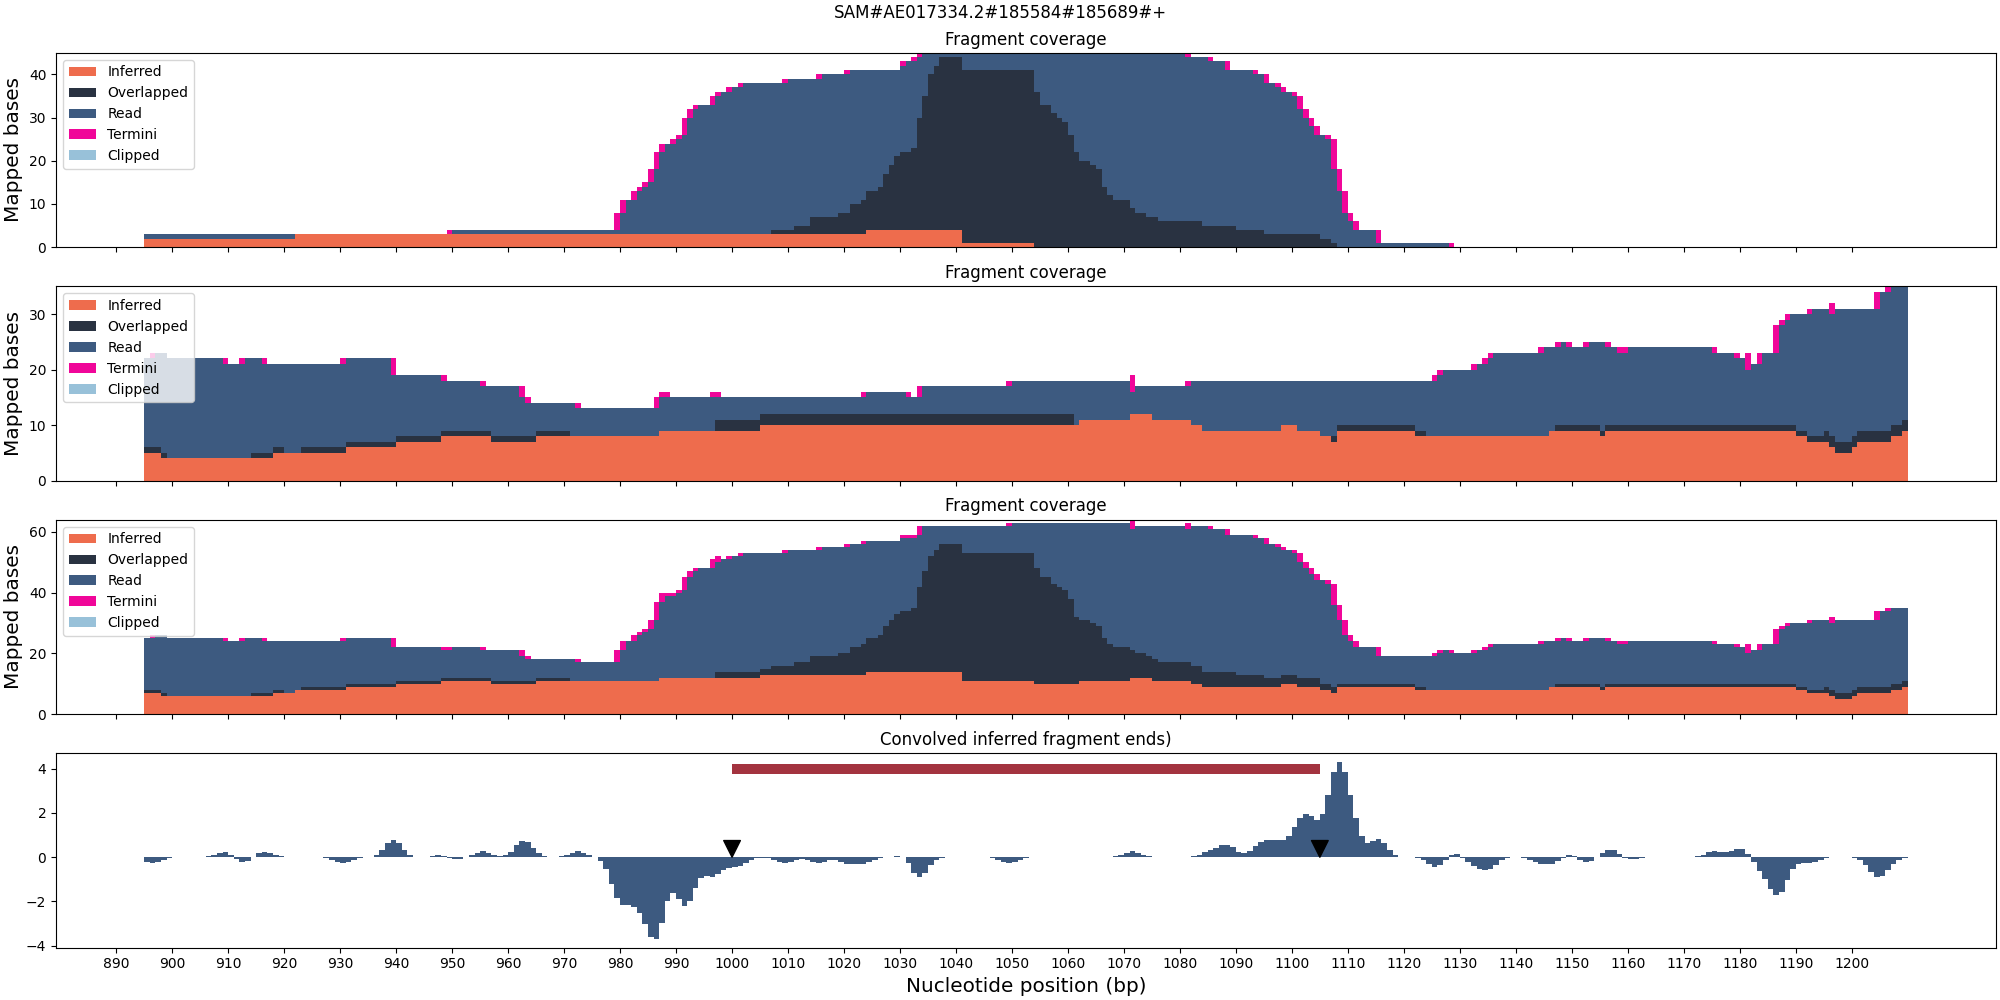 SAM#AE017334.2#185584#185689#+
Fragment coverage
Mapped bases
40
30
20
10
0
Inferred
Overlapped
Read
Termini
Clipped
Fragment coverage
Mapped bases
30
20
10
0
Inferred
Overlapped
Read
Termini
Clipped
Fragment coverage
Mapped bases
60
40
20
0
Inferred
Overlapped
Read
Termini
Clipped
Convolved inferred fragment ends)
4
2
0
−2
−4
890 900 910 920 930 940 950 960 970 980 990 1000 1010 1020 1030 1040 1050 1060 1070 1080 1090 1100 1110 1120 1130 1140 1150 1160 1170 1180 1190 1200
Nucleotide position (bp)